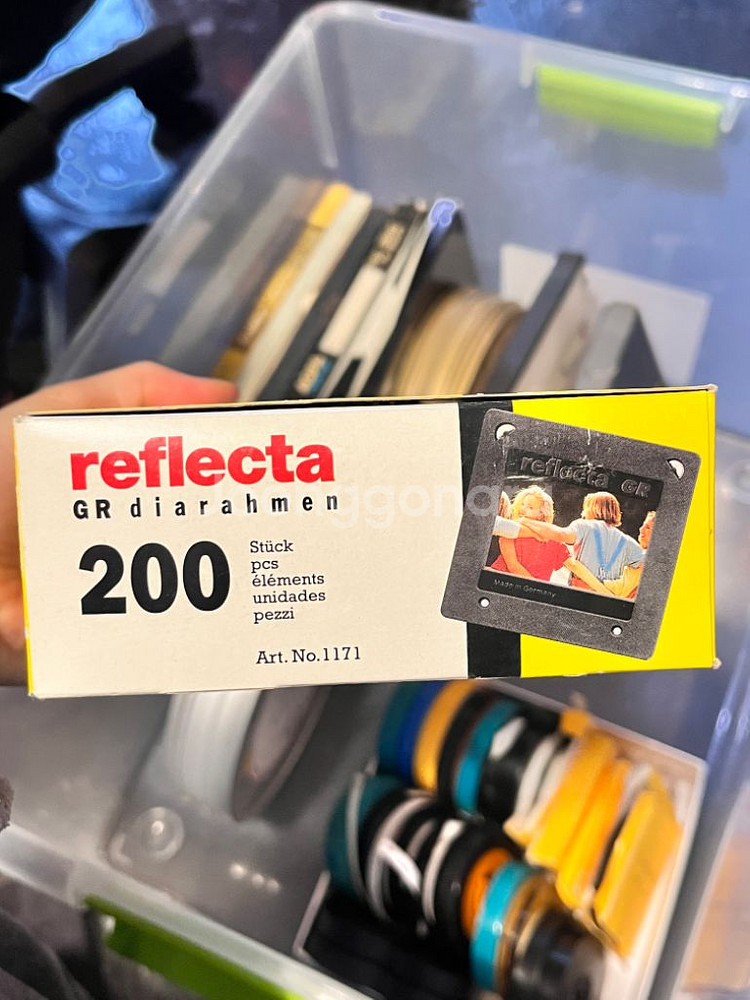 reflecta
GR diarahmen
200
Stück
pcs
éléments
unidades
pezzi
Art. No.1171
reflecta GR
Made in Germany